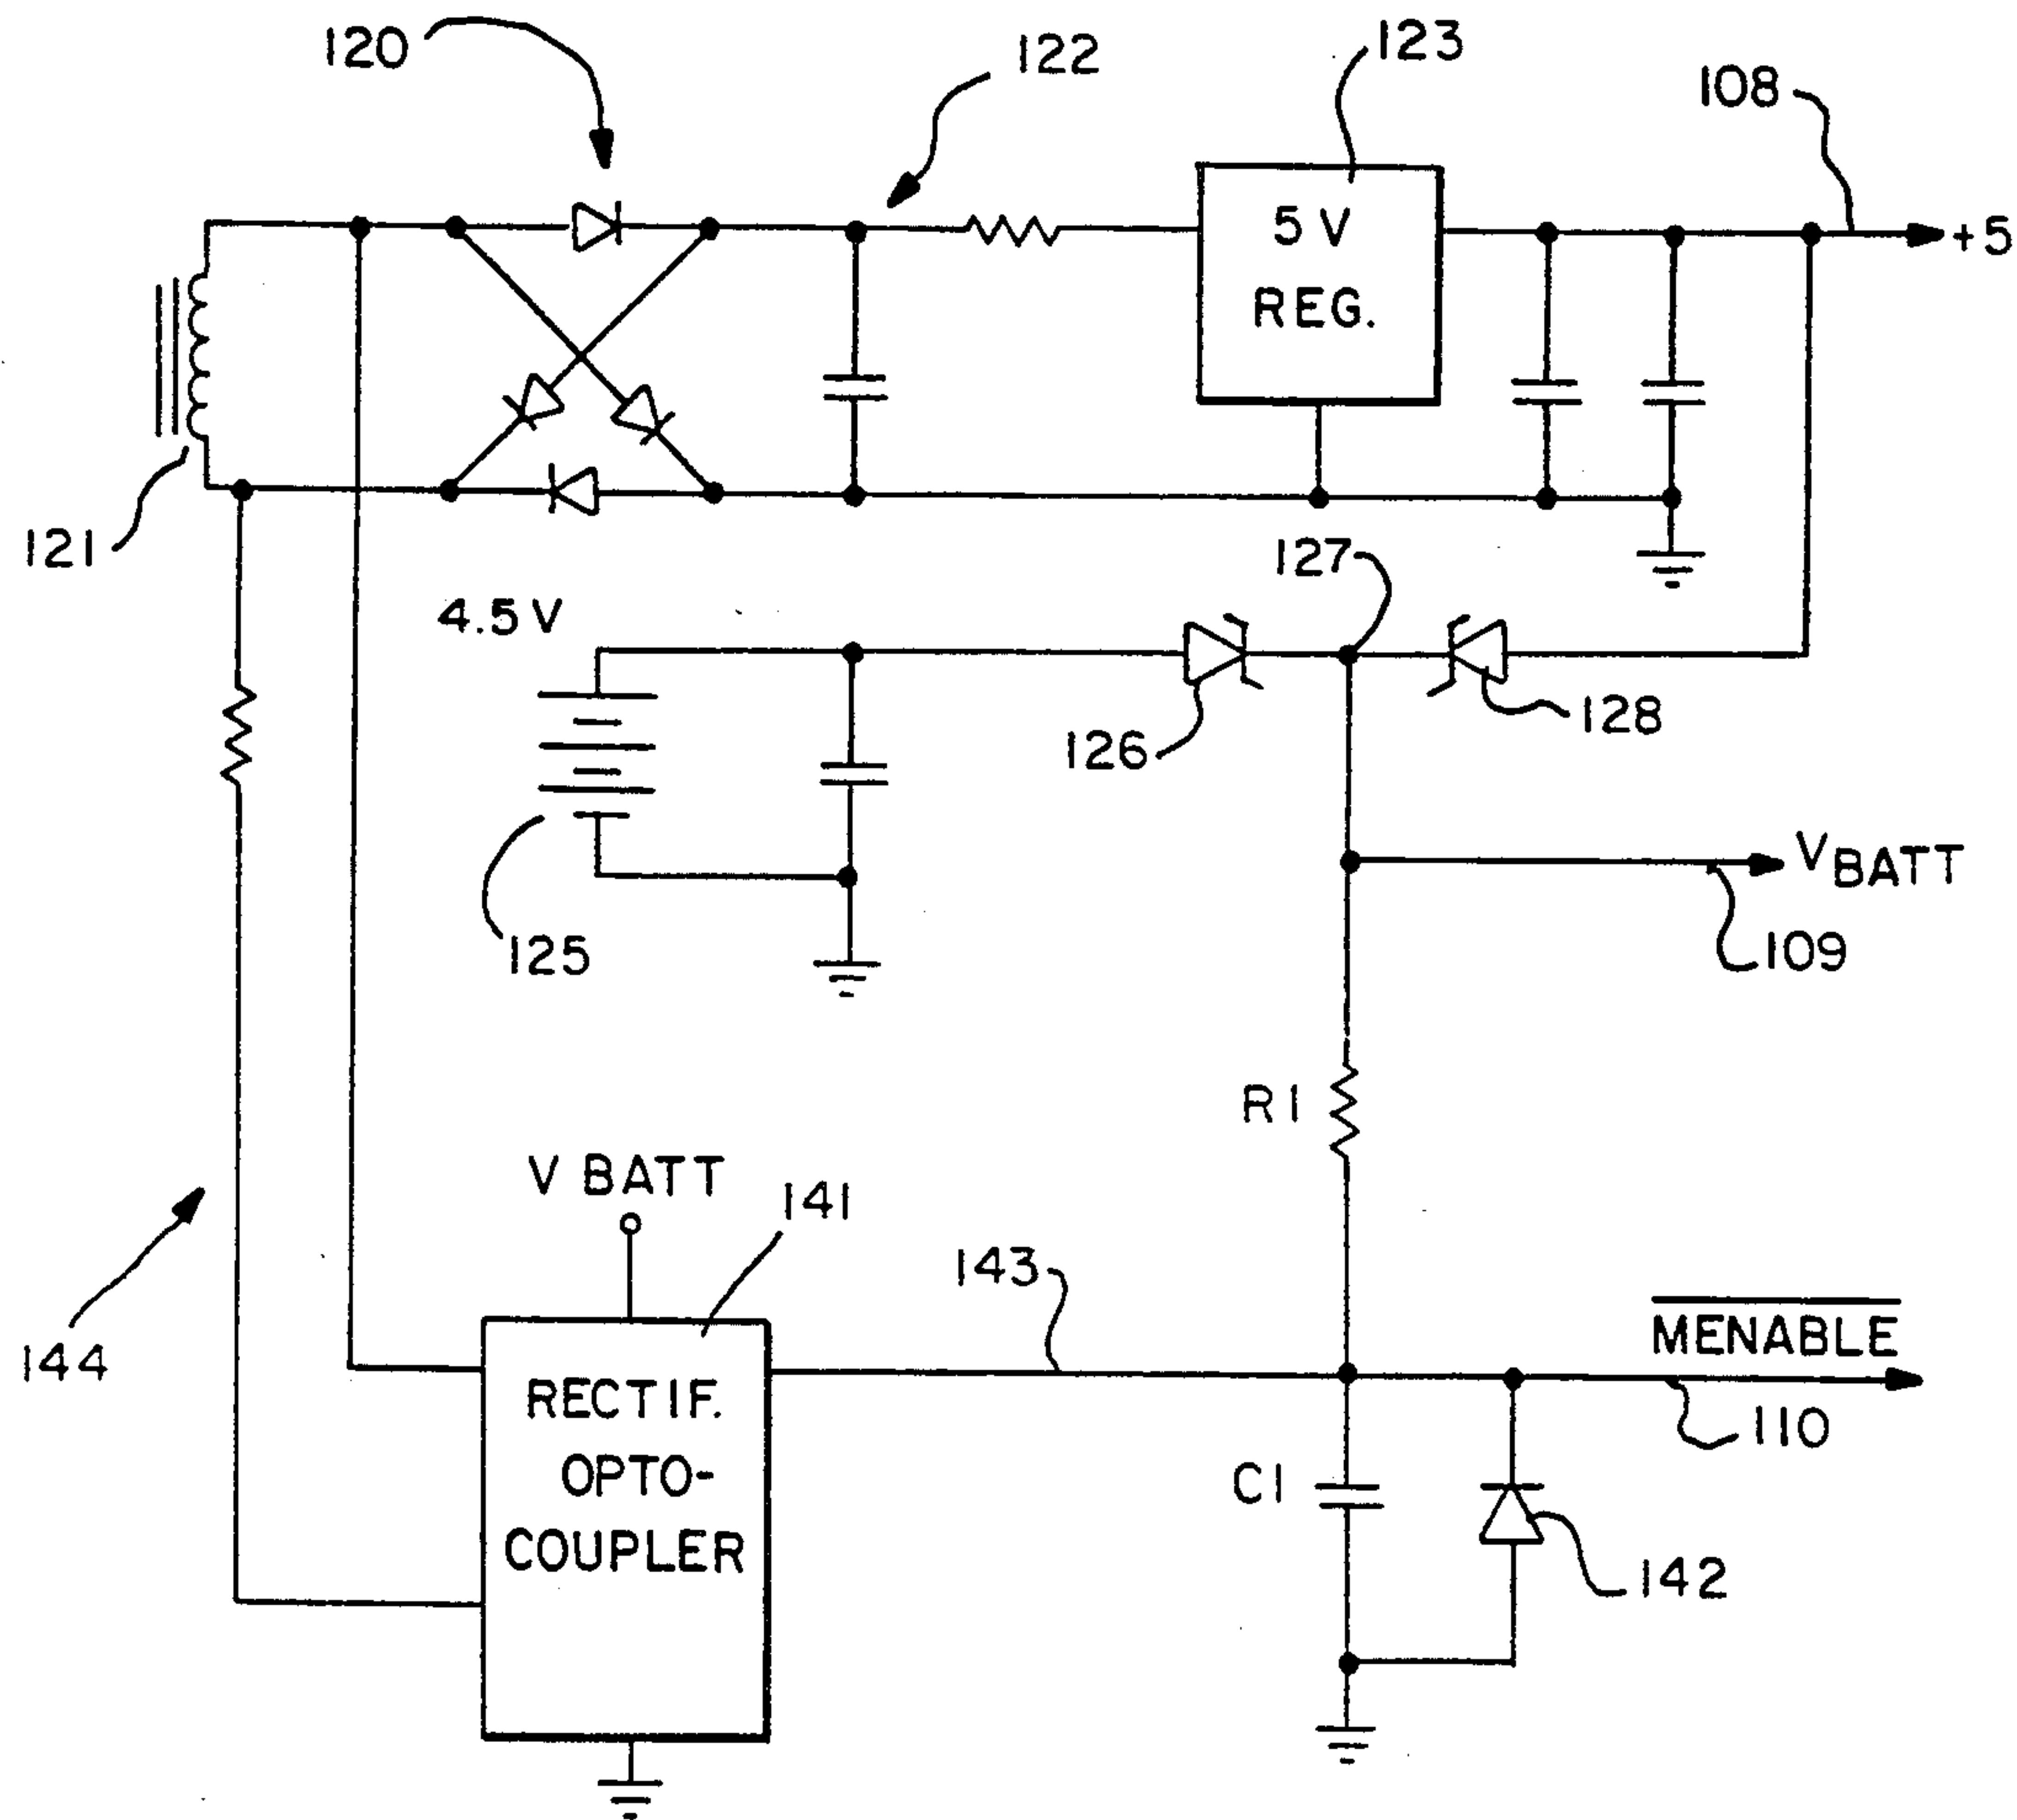 120
122
123
108
5 V
REG.
+5
121
127
4.5 V
126
128
VBATT
125
109
R1
V BATT
141
143
MENABLE
144
RECTIF.
OPTO-
COUPLER
110
C1
142